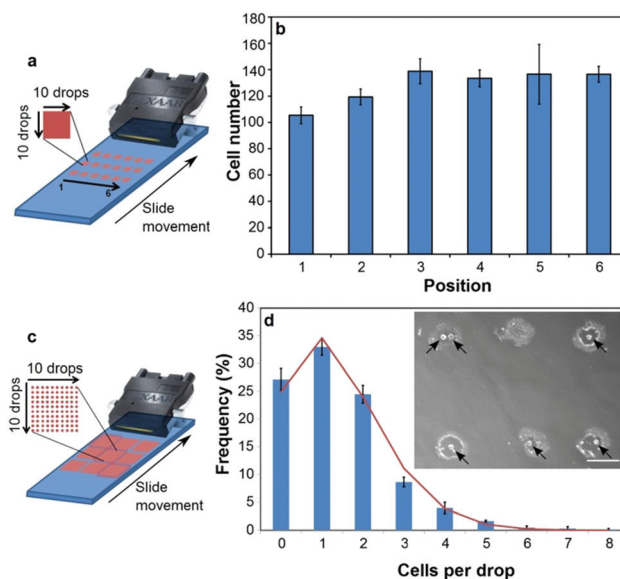 a
10 drops
10 drops
XAAR
1
6
Slide
movement
b
Cell number
180
160
140
120
100
80
60
40
20
0
1 2 3 4 5 6
Position
c
10 drops
10 drops
XAAR
Slide
movement
d
Frequency (%)
40
35
30
25
20
15
10
5
0
0 1 2 3 4 5 6 7 8
Cells per drop